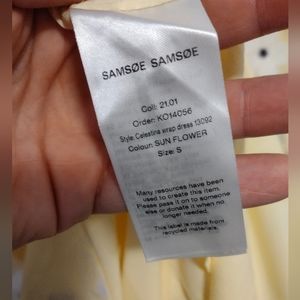 SAMSØE SAMSØE
Coll: 21.01
Order: KO14056
Style: Celestina wrap dress 13092
Colour: SUN FLOWER
Size: S
Many resources have been
used to create this item.
Please pass it on to someone
else or donate it when no
longer needed.
This label is made from
recycled materials.